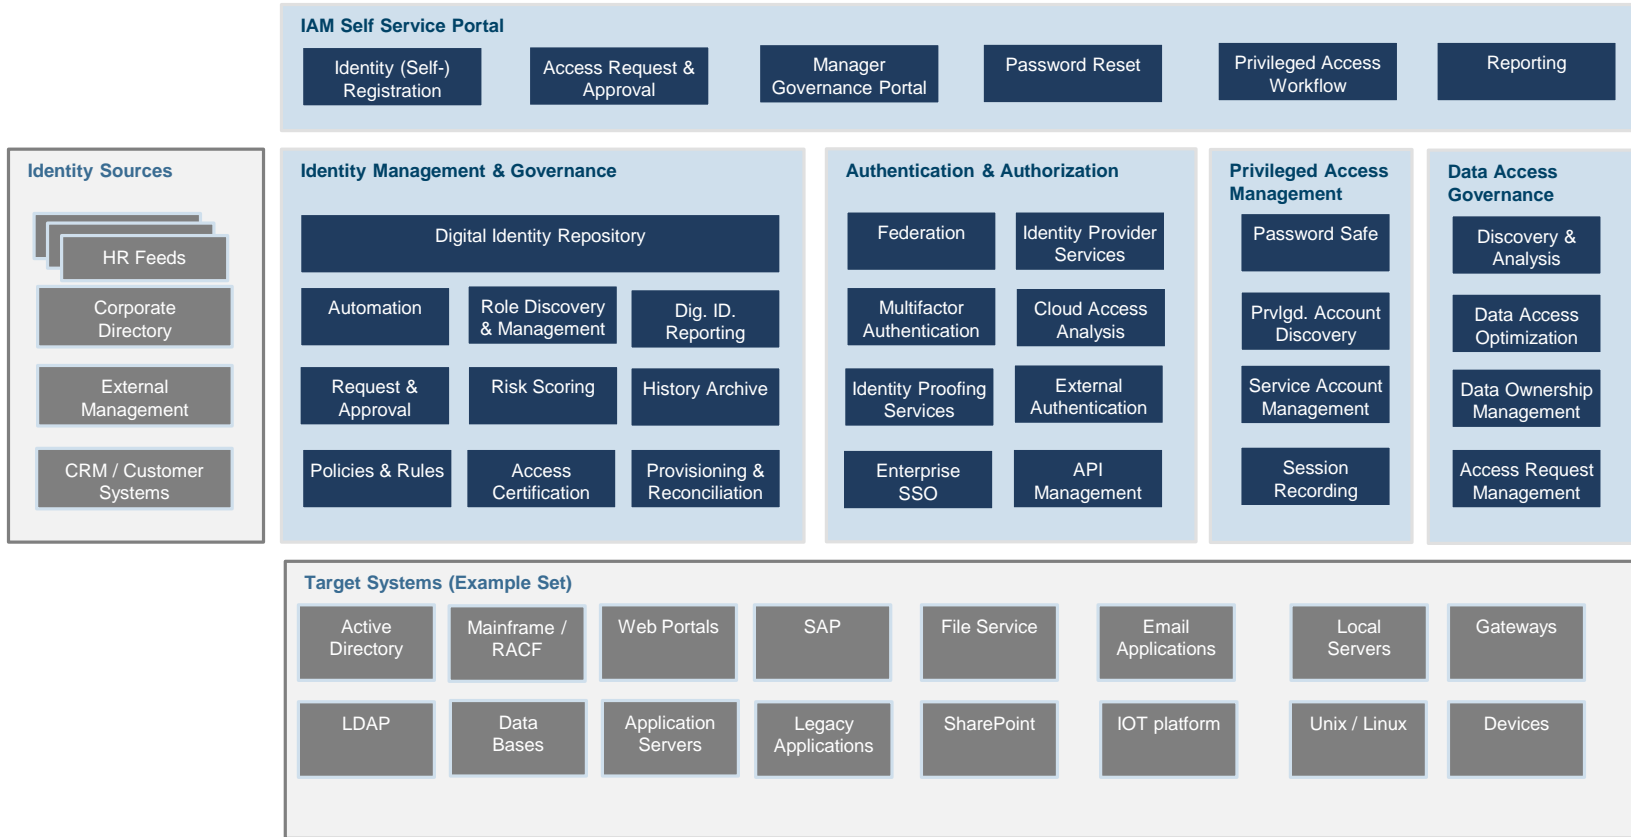 IAM Self Service Portal
Identity (Self-)
Registration
Access Request &
Approval
Manager
Governance Portal
Password Reset
Privileged Access
Workflow
Reporting
Identity Sources
HR Feeds
Corporate
Directory
External
Management
CRM / Customer
Systems
Identity Management & Governance
Digital Identity Repository
Automation
Role Discovery
& Management
Dig. ID.
Reporting
Request &
Approval
Risk Scoring
History Archive
Policies & Rules
Access
Certification
Provisioning &
Reconciliation
Authentication & Authorization
Federation
Identity Provider
Services
Multifactor
Authentication
Cloud Access
Analysis
Identity Proofing
Services
External
Authentication
Enterprise
SSO
API
Management
Privileged Access
Management
Password Safe
Prvlgd. Account
Discovery
Service Account
Management
Session
Recording
Data Access
Governance
Discovery &
Analysis
Data Access
Optimization
Data Ownership
Management
Access Request
Management
Target Systems (Example Set)
Active
Directory
Mainframe /
RACF
Web Portals
SAP
File Service
Email
Applications
Local
Servers
Gateways
LDAP
Data
Bases
Application
Servers
Legacy
Applications
SharePoint
IOT platform
Unix / Linux
Devices